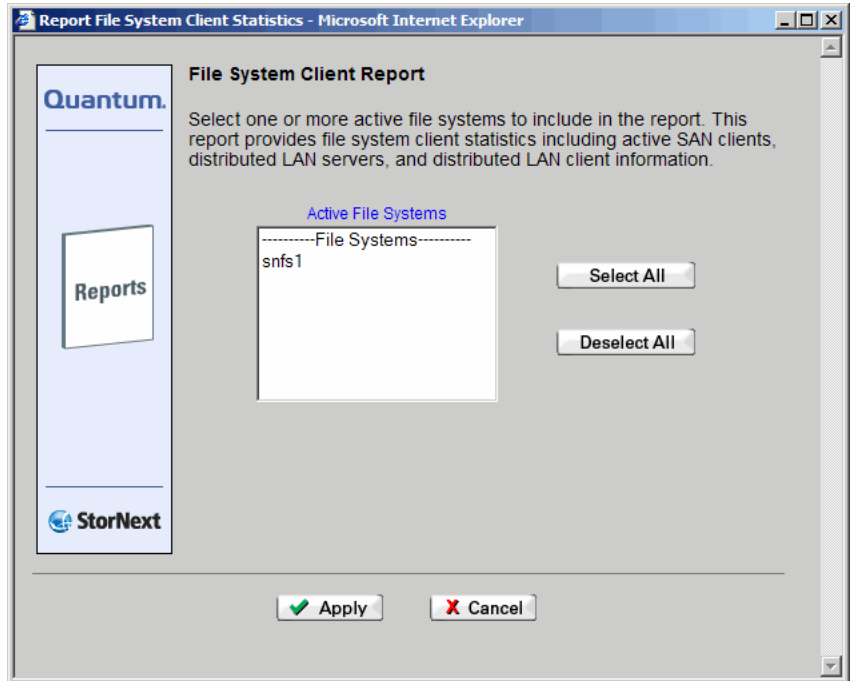 Report File System Client Statistics - Microsoft Internet Explorer
Quantum.
File System Client Report
Select one or more active file systems to include in the report. This
report provides file system client statistics including active SAN clients,
distributed LAN servers, and distributed LAN client information.
Active File Systems
----------File Systems----------
snfs1
Select All
Deselect All
Reports
StorNext
Apply
X Cancel